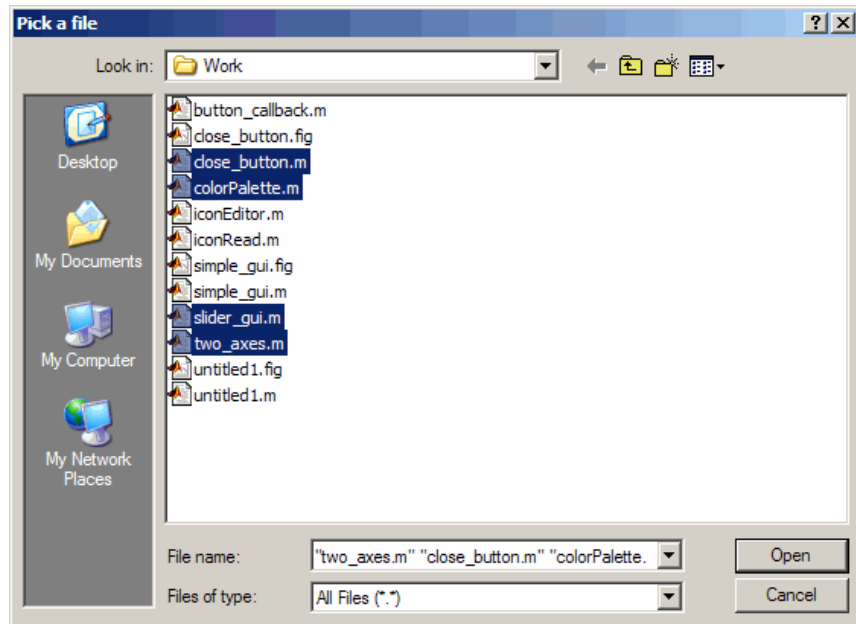 Pick a file
Look in: Work
button_callback.m
close_button.fig
close_button.m
colorPalette.m
iconEditor.m
iconRead.m
simple_gui.fig
simple_gui.m
slider_gui.m
two_axes.m
untitled1.fig
untitled1.m
Desktop
My Documents
My Computer
My Network
Places
File name: "two_axes.m" "close_button.m" "colorPalette. Open
Files of type: All Files (*.*) Cancel